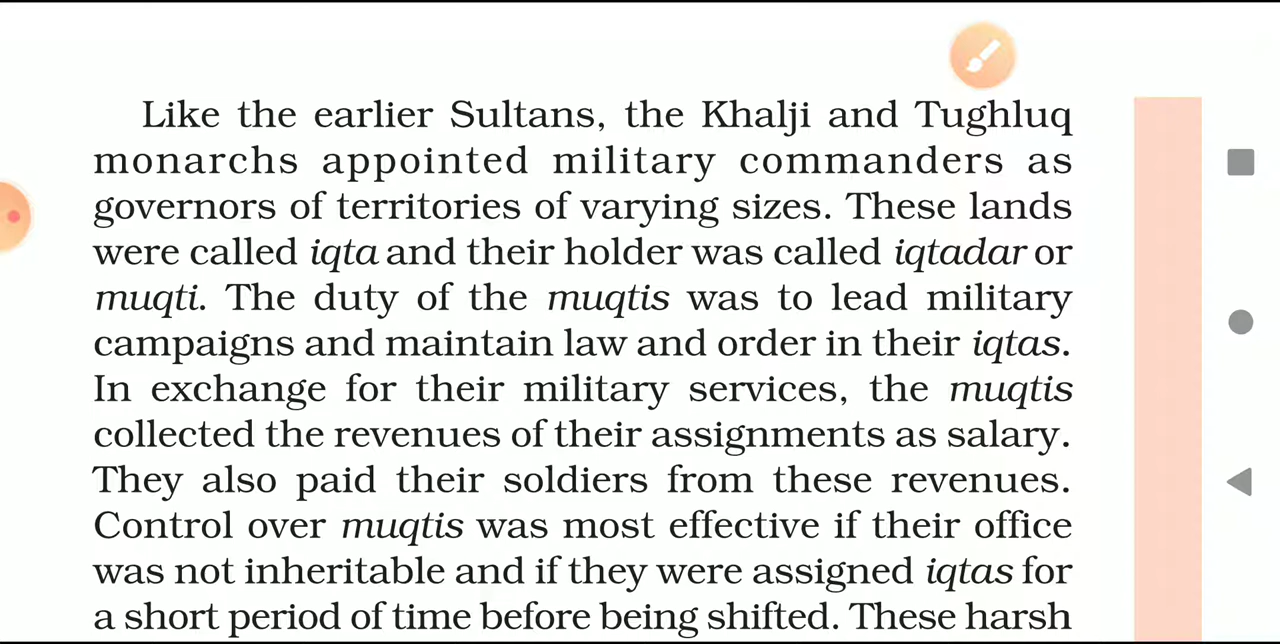 Like the earlier Sultans, the Khalji and Tughluq
monarchs appointed military commanders as
governors of territories of varying sizes. These lands
were called iqta and their holder was called iqtadar or
muqti. The duty of the muqtis was to lead military
campaigns and maintain law and order in their iqtas.
In exchange for their military services, the muqtis
collected the revenues of their assignments as salary.
They also paid their soldiers from these revenues.
Control over muqtis was most effective if their office
was not inheritable and if they were assigned iqtas for
a short period of time before being shifted. These harsh